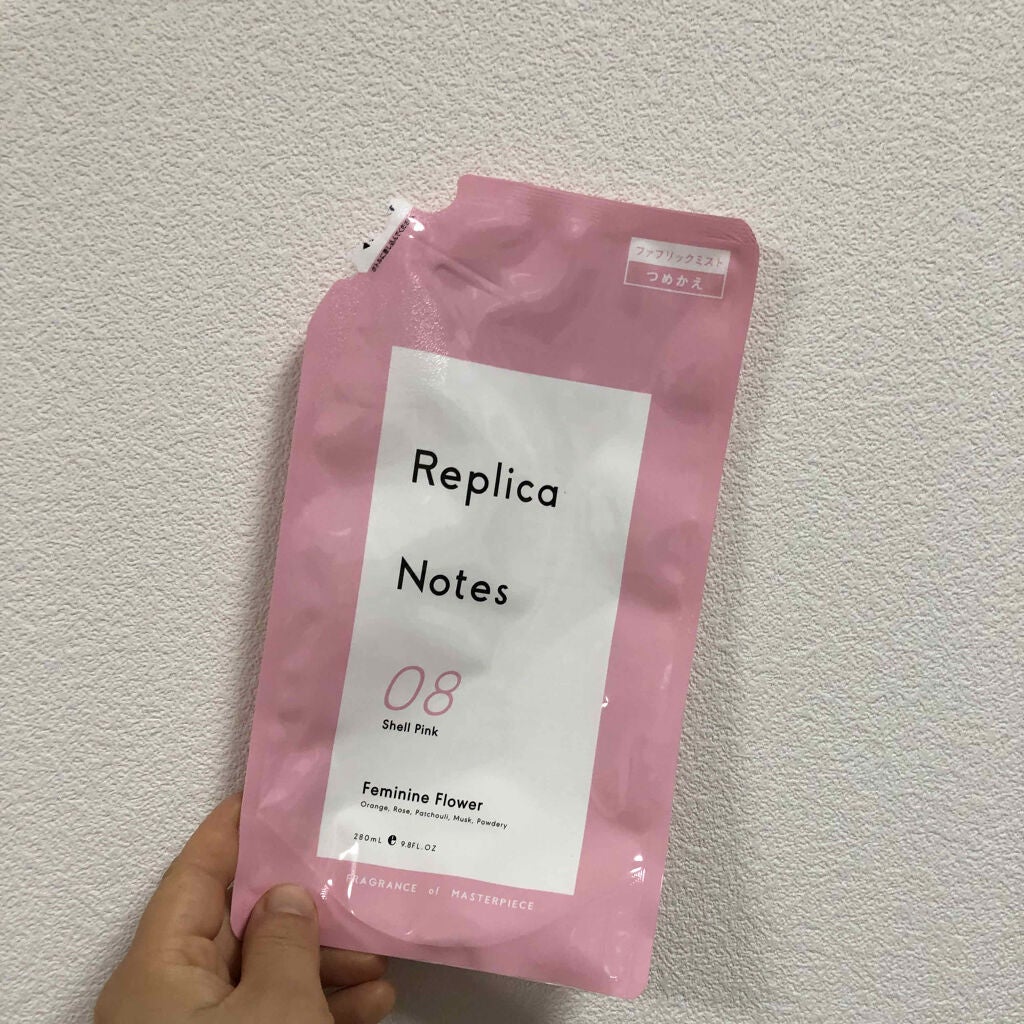 ファブリックミスト
つめかえ
Replica
Notes
08
Shell Pink
Feminine Flower
Orange, Rose, Patchouli, Musk, Powdery
280mL e 9.8FL.OZ
FRAGRANCE of MASTERPIECE